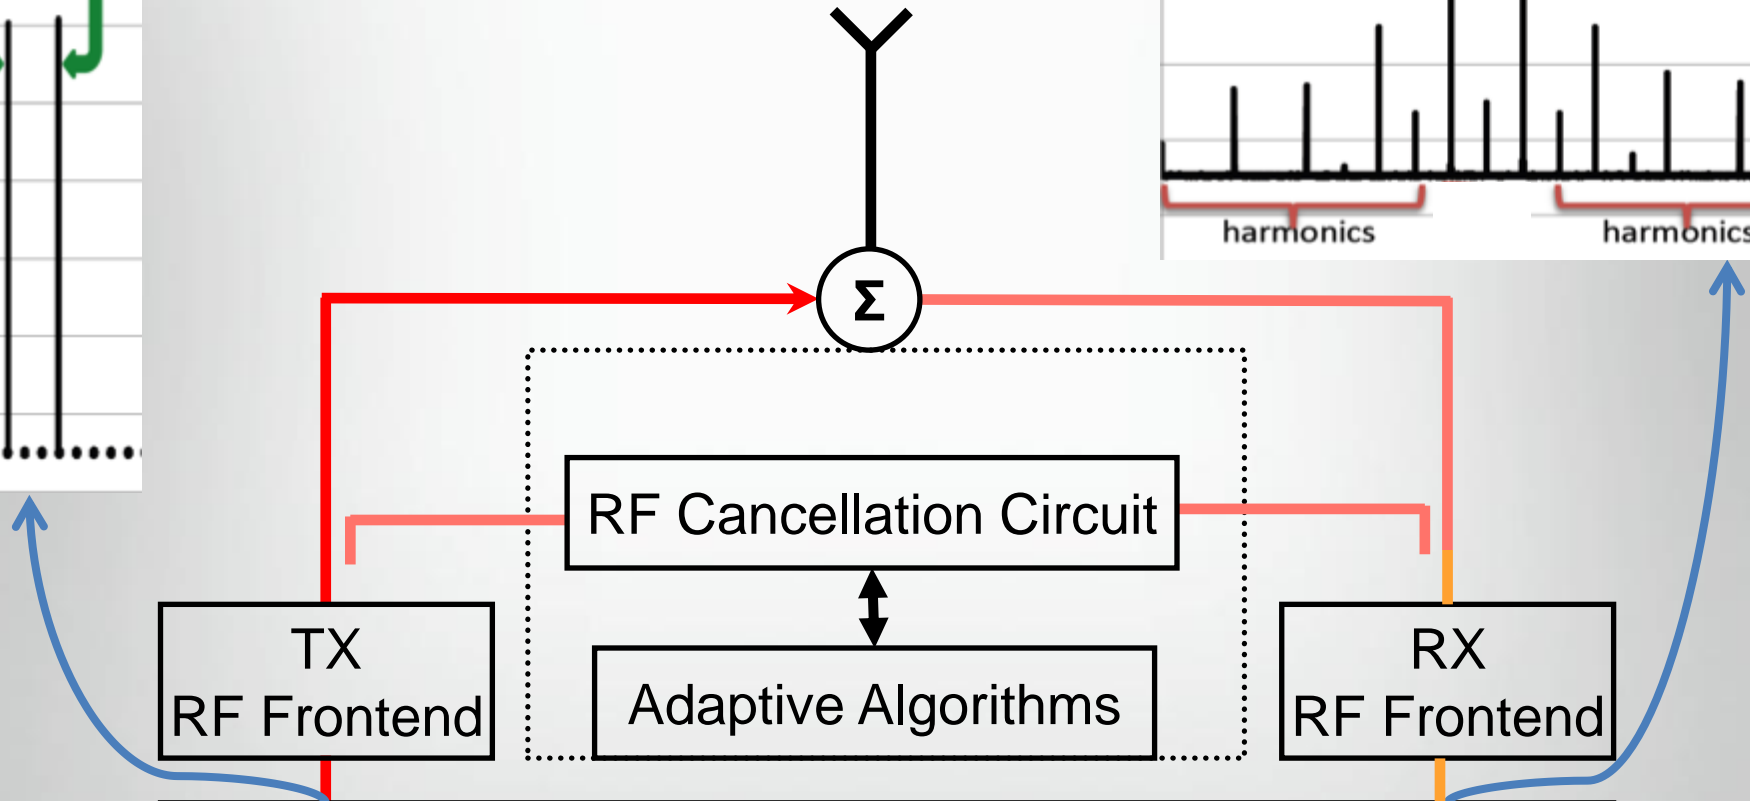 harmonics
harmonics
Σ
RF Cancellation Circuit
TX
RF Frontend
Adaptive Algorithms
RX
RF Frontend